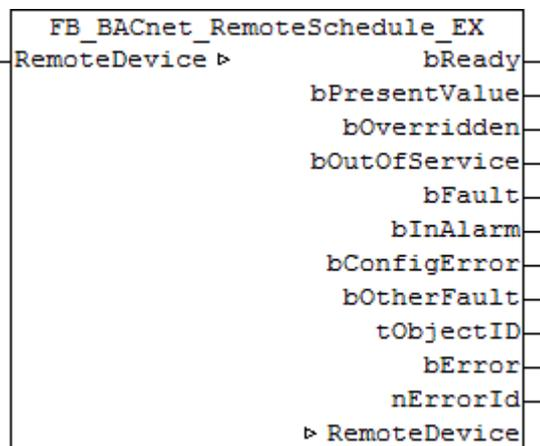 FB_BACnet_RemoteSchedule_EX
RemoteDevice ▷ bReady
bPresentValue
bOverridden
bOutOfService
bFault
bInAlarm
bConfigError
bOtherFault
tObjectID
bError
nErrorId
▷ RemoteDevice